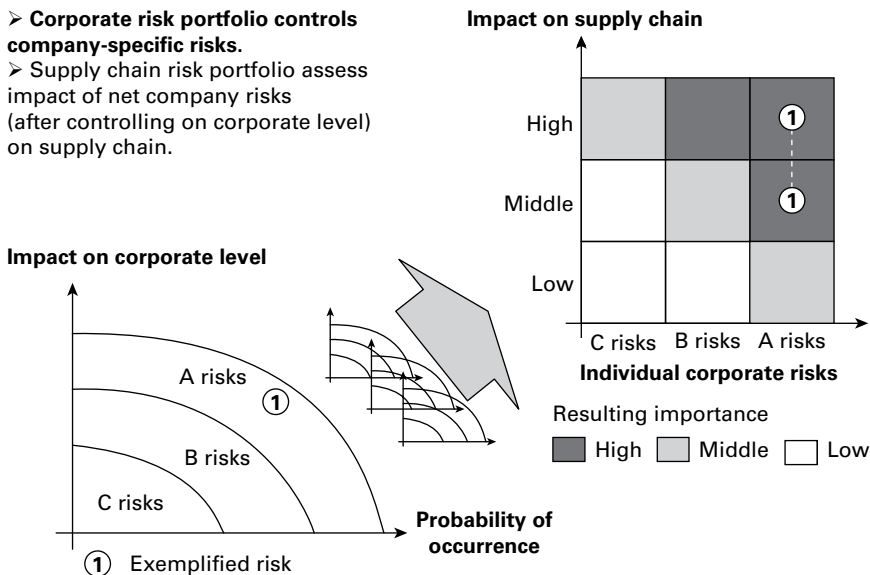 ➢ Corporate risk portfolio controls
company-specific risks.
➢ Supply chain risk portfolio assess
impact of net company risks
(after controlling on corporate level)
on supply chain.
Impact on supply chain
High
1
Middle
1
Low
C risks B risks A risks
Individual corporate risks
Resulting importance
High Middle Low
Impact on corporate level
A risks
1
B risks
C risks
Probability of
occurrence
1 Exemplified risk